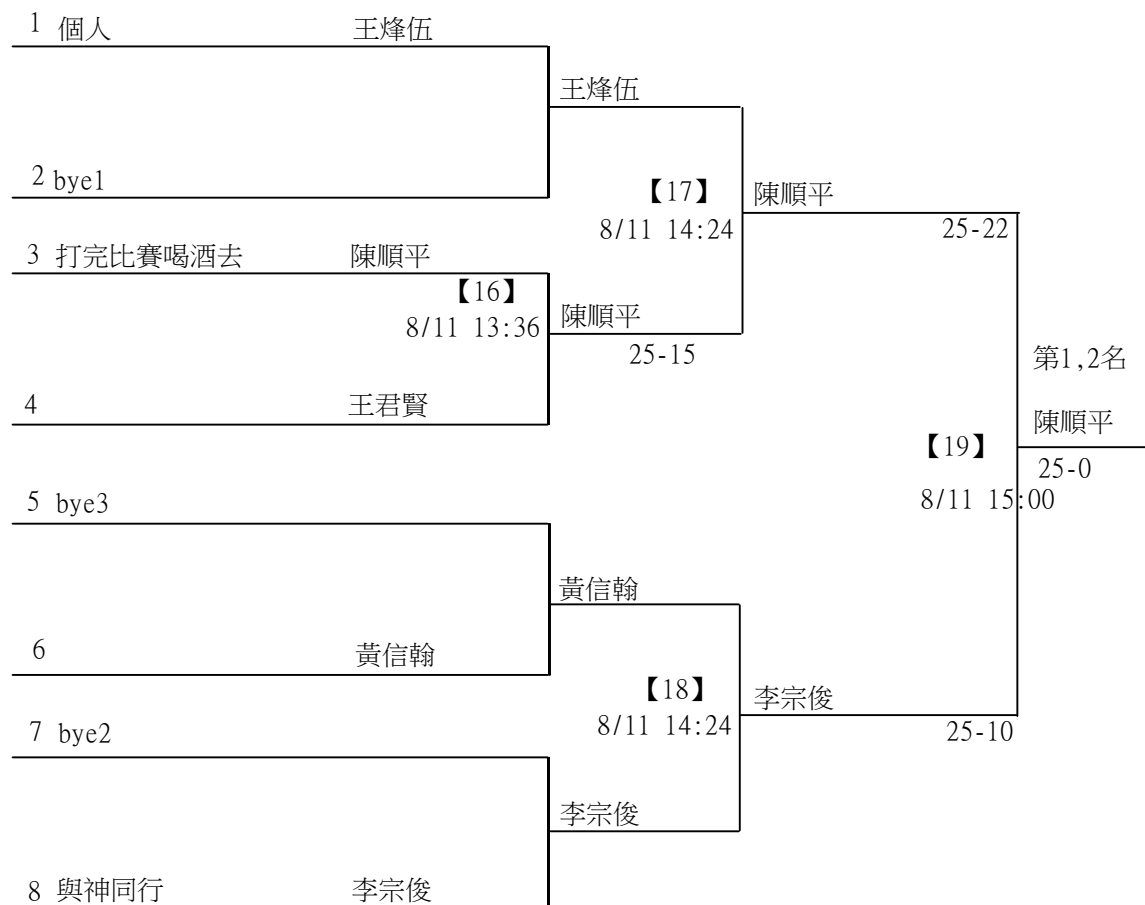 1 個人 王烽伍
王烽伍
2 bye1
【17】
陳順平
8/11 14:24
25-22
3 打完比賽喝酒去 陳順平
【16】
陳順平
8/11 13:36
25-15
第1,2名
4 王君賢
陳順平
【19】
25-0
8/11 15:00
5 bye3
黃信翰
6 黃信翰
【18】
李宗俊
8/11 14:24
25-10
7 bye2
李宗俊
8 與神同行 李宗俊